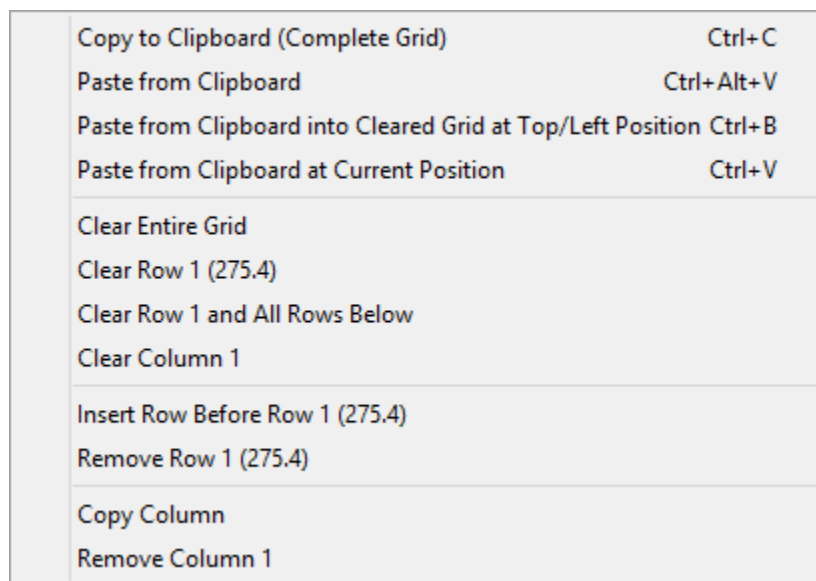 Copy to Clipboard (Complete Grid) Ctrl+C
Paste from Clipboard Ctrl+Alt+V
Paste from Clipboard into Cleared Grid at Top/Left Position Ctrl+B
Paste from Clipboard at Current Position Ctrl+V
Clear Entire Grid
Clear Row 1 (275.4)
Clear Row 1 and All Rows Below
Clear Column 1
Insert Row Before Row 1 (275.4)
Remove Row 1 (275.4)
Copy Column
Remove Column 1